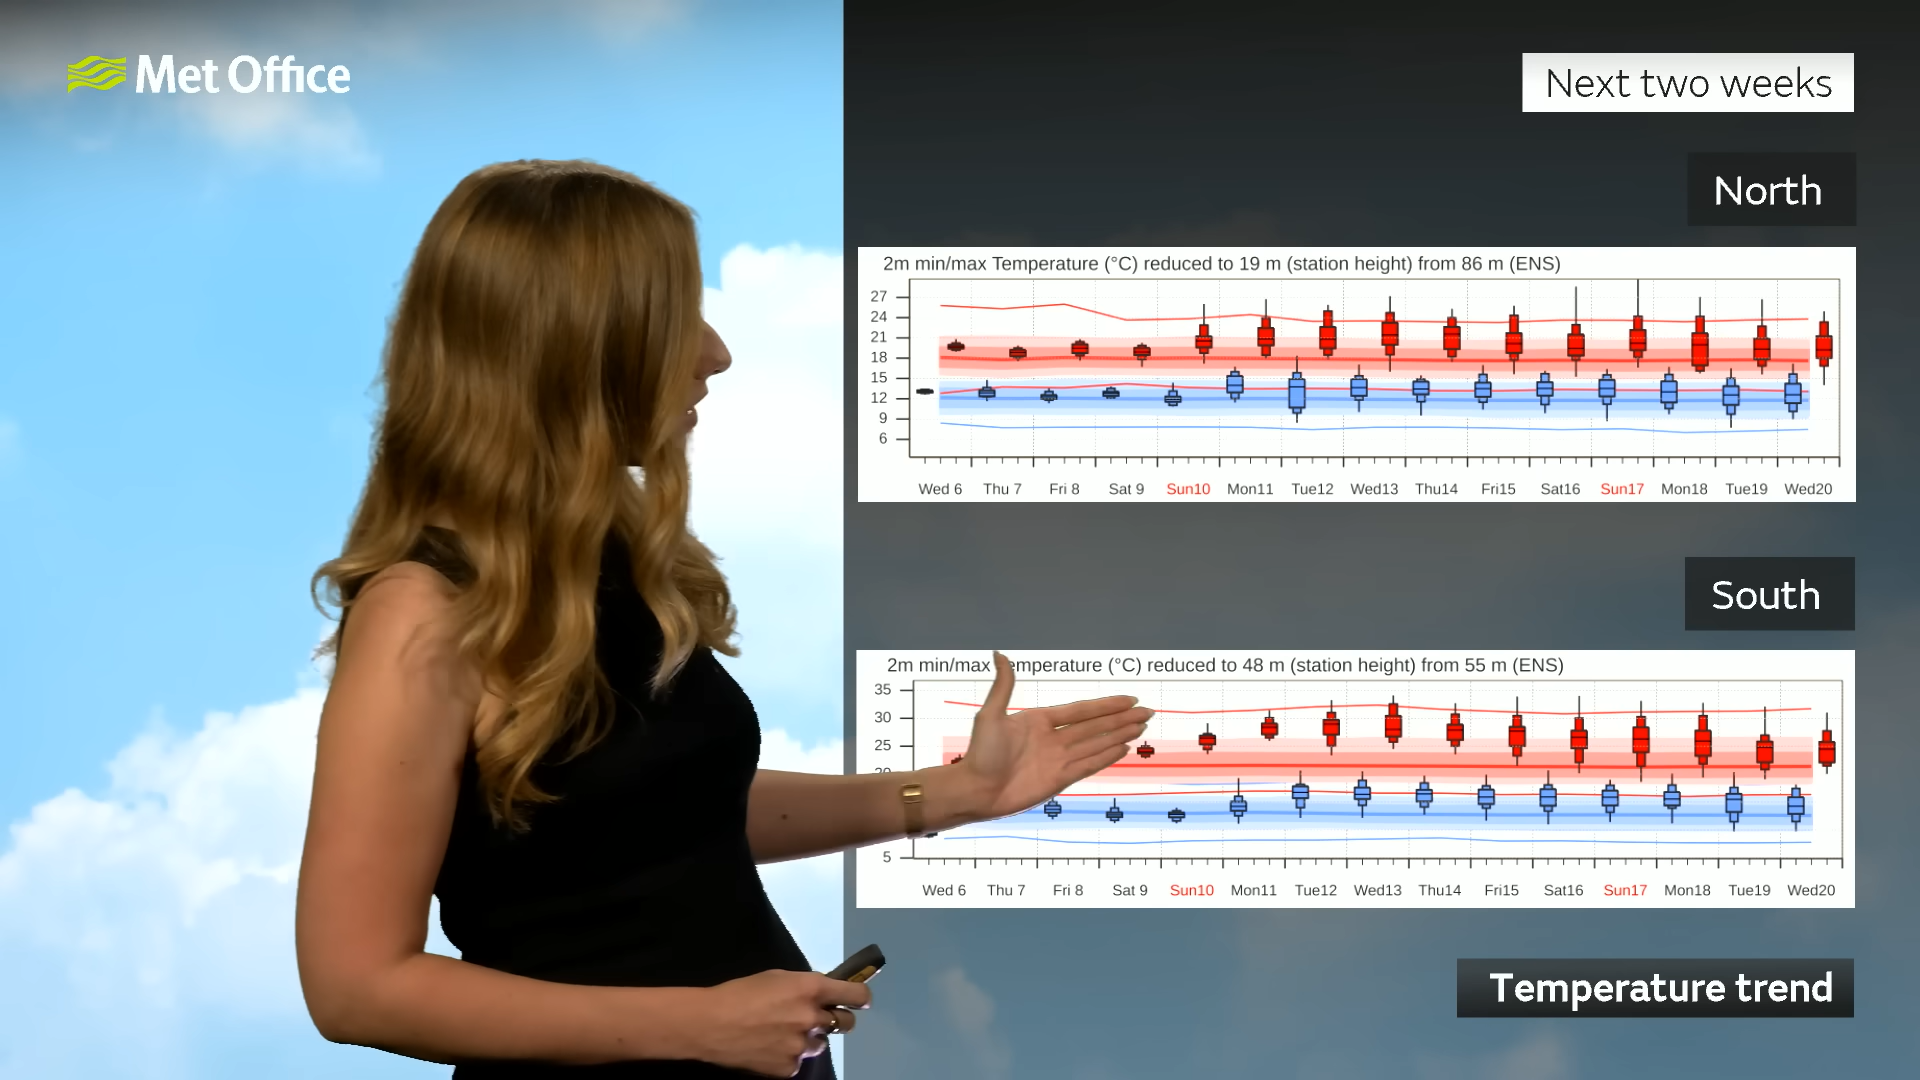 Met Office
Next two weeks
North
2m min/max Temperature (°C) reduced to 19 m (station height) from 86 m (ENS)
27
24
21
18
15
12
9
6
Wed 6 Thu 7 Fri 8 Sat 9 Sun10 Mon11 Tue12 Wed13 Thu14 Fri15 Sat16 Sun17 Mon18 Tue19 Wed20
South
2m min/max emperature (°C) reduced to 48 m (station height) from 55 m (ENS)
35
30
25
5
Wed 6 Thu 7 Fri 8 Sat 9 Sun10 Mon11 Tue12 Wed13 Thu14 Fri15 Sat16 Sun17 Mon18 Tue19 Wed20
Temperature trend